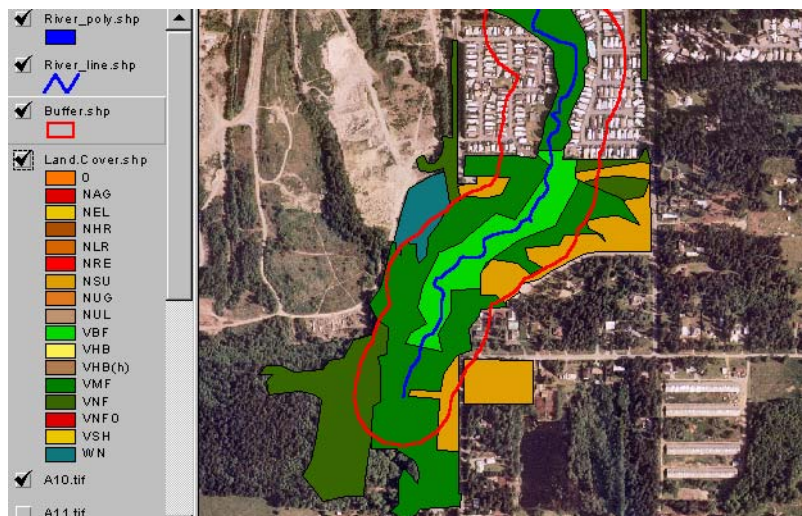 River_poly.shp
River_line.shp
Buffer.shp
Land.Cover.shp
O
NAG
NEL
NHR
NLR
NRE
NSU
NUG
NUL
VBF
VHB
VHB(h)
VMF
VNF
VNFO
VSH
WN
A10.tif
A11.tif